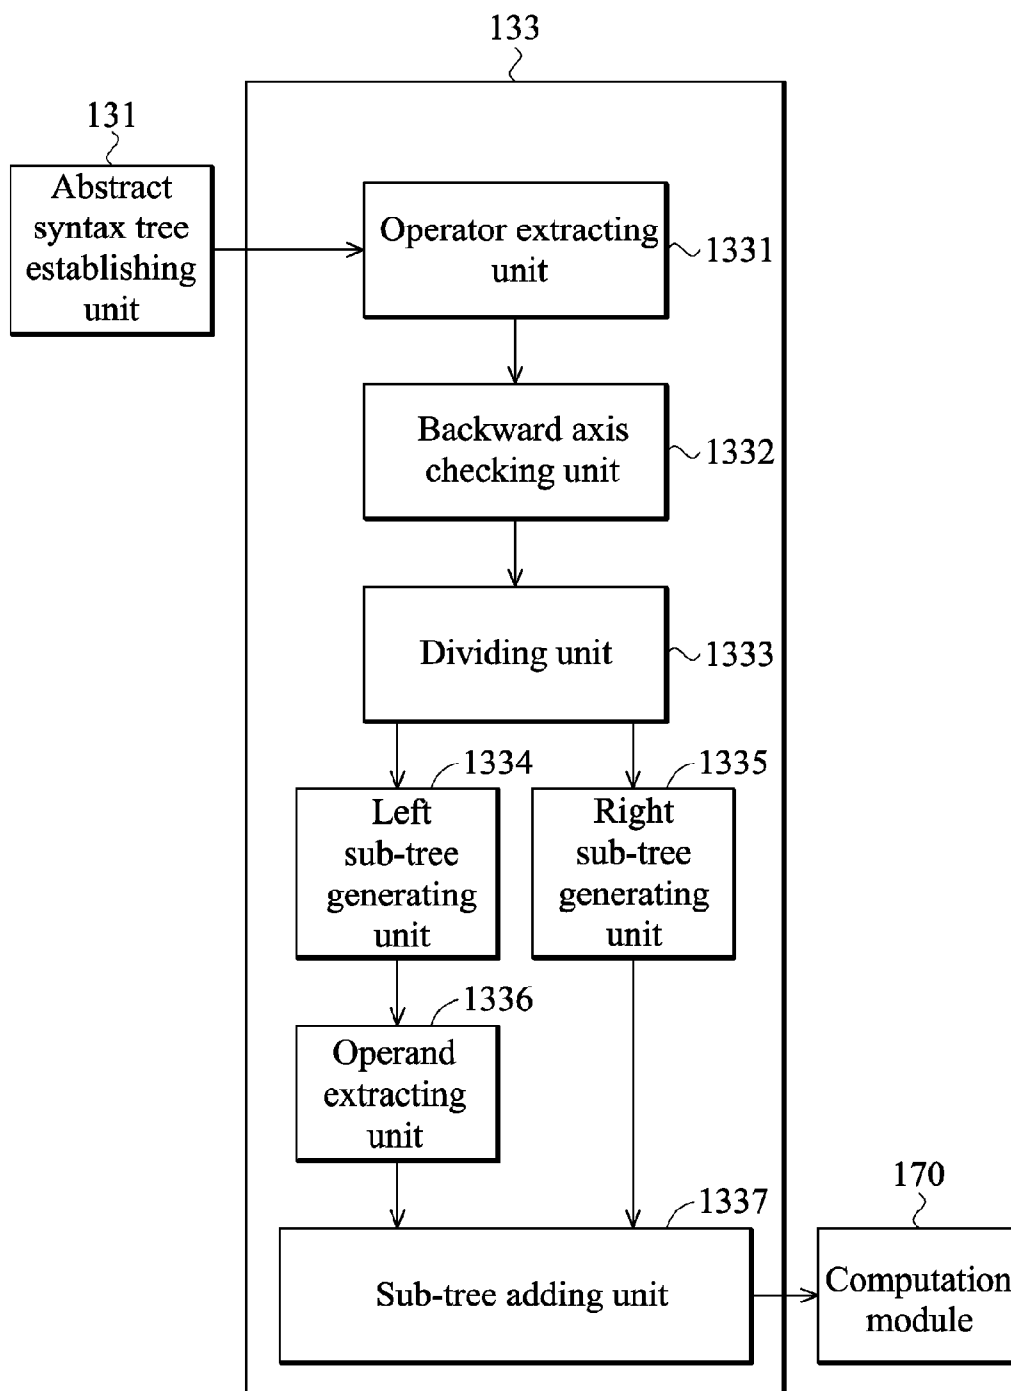 133
131
Abstract
syntax tree
establishing
unit
Operator extracting
unit
1331
Backward axis
checking unit
1332
Dividing unit
1333
1334
1335
Left
sub-tree
generating
unit
Right
sub-tree
generating
unit
1336
Operand
extracting
unit
1337
170
Sub-tree adding unit
Computation
module